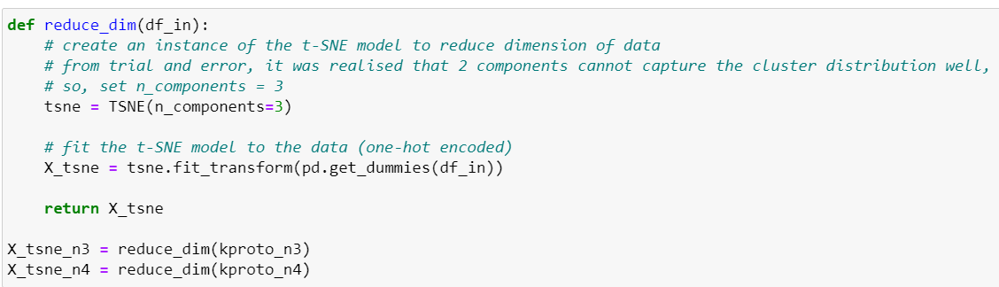 def reduce_dim(df_in):
    # create an instance of the t-SNE model to reduce dimension of data
    # from trial and error, it was realised that 2 components cannot capture the cluster distribution well,
    # so, set n_components = 3
    tsne = TSNE(n_components=3)
    # fit the t-SNE model to the data (one-hot encoded)
    X_tsne = tsne.fit_transform(pd.get_dummies(df_in))
    return X_tsne
X_tsne_n3 = reduce_dim(kproto_n3)
X_tsne_n4 = reduce_dim(kproto_n4)